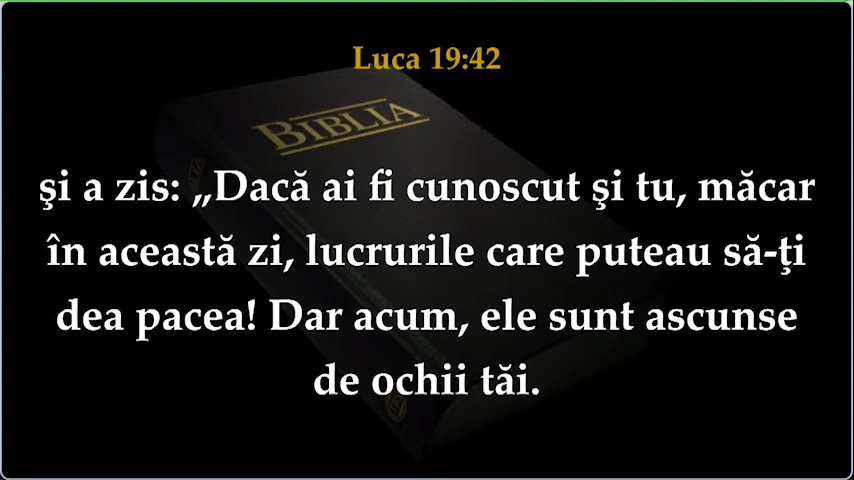 Luca 19:42
BIBLIA
şi a zis: „Dacă ai fi cunoscut şi tu, măcar
în această zi, lucrurile care puteau să-ţi
dea pacea! Dar acum, ele sunt ascunse
de ochii tăi.